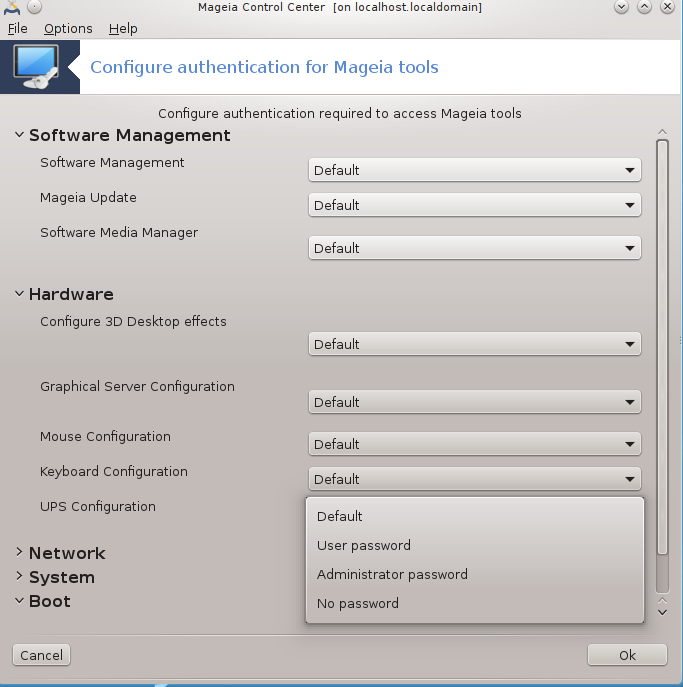 Mageia Control Center [on localhost.localdomain]
File Options Help
Configure authentication for Mageia tools
Configure authentication required to access Mageia tools
Software Management
Software Management
Default
Mageia Update
Default
Software Media Manager
Default
Hardware
Configure 3D Desktop effects
Default
Graphical Server Configuration
Default
Mouse Configuration
Default
Keyboard Configuration
Default
UPS Configuration
Default
User password
Administrator password
No password
Network
System
Boot
Cancel
Ok